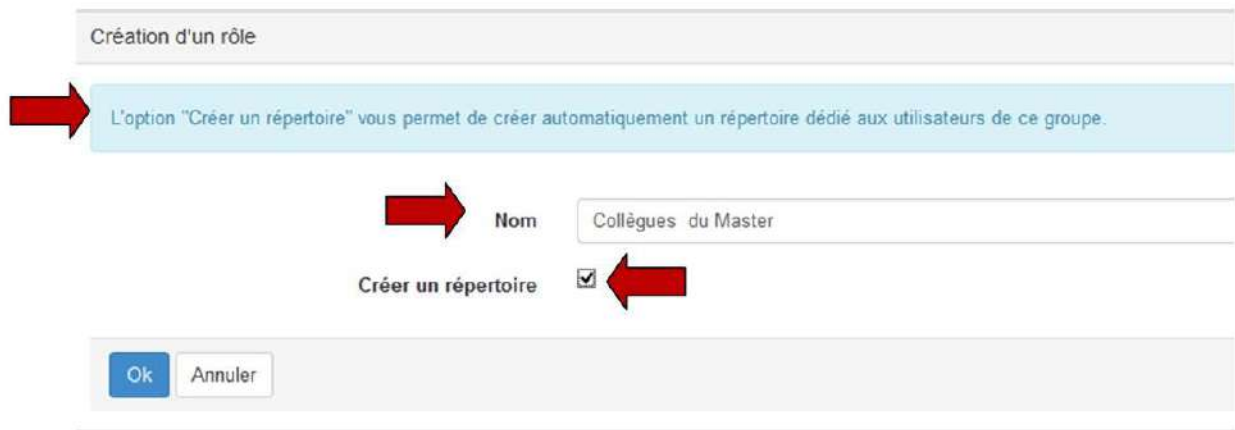 Création d'un rôle
L'option "Créer un répertoire" vous permet de créer automatiquement un répertoire dédié aux utilisateurs de ce groupe.
Nom
Collègues du Master
Créer un répertoire
Ok
Annuler